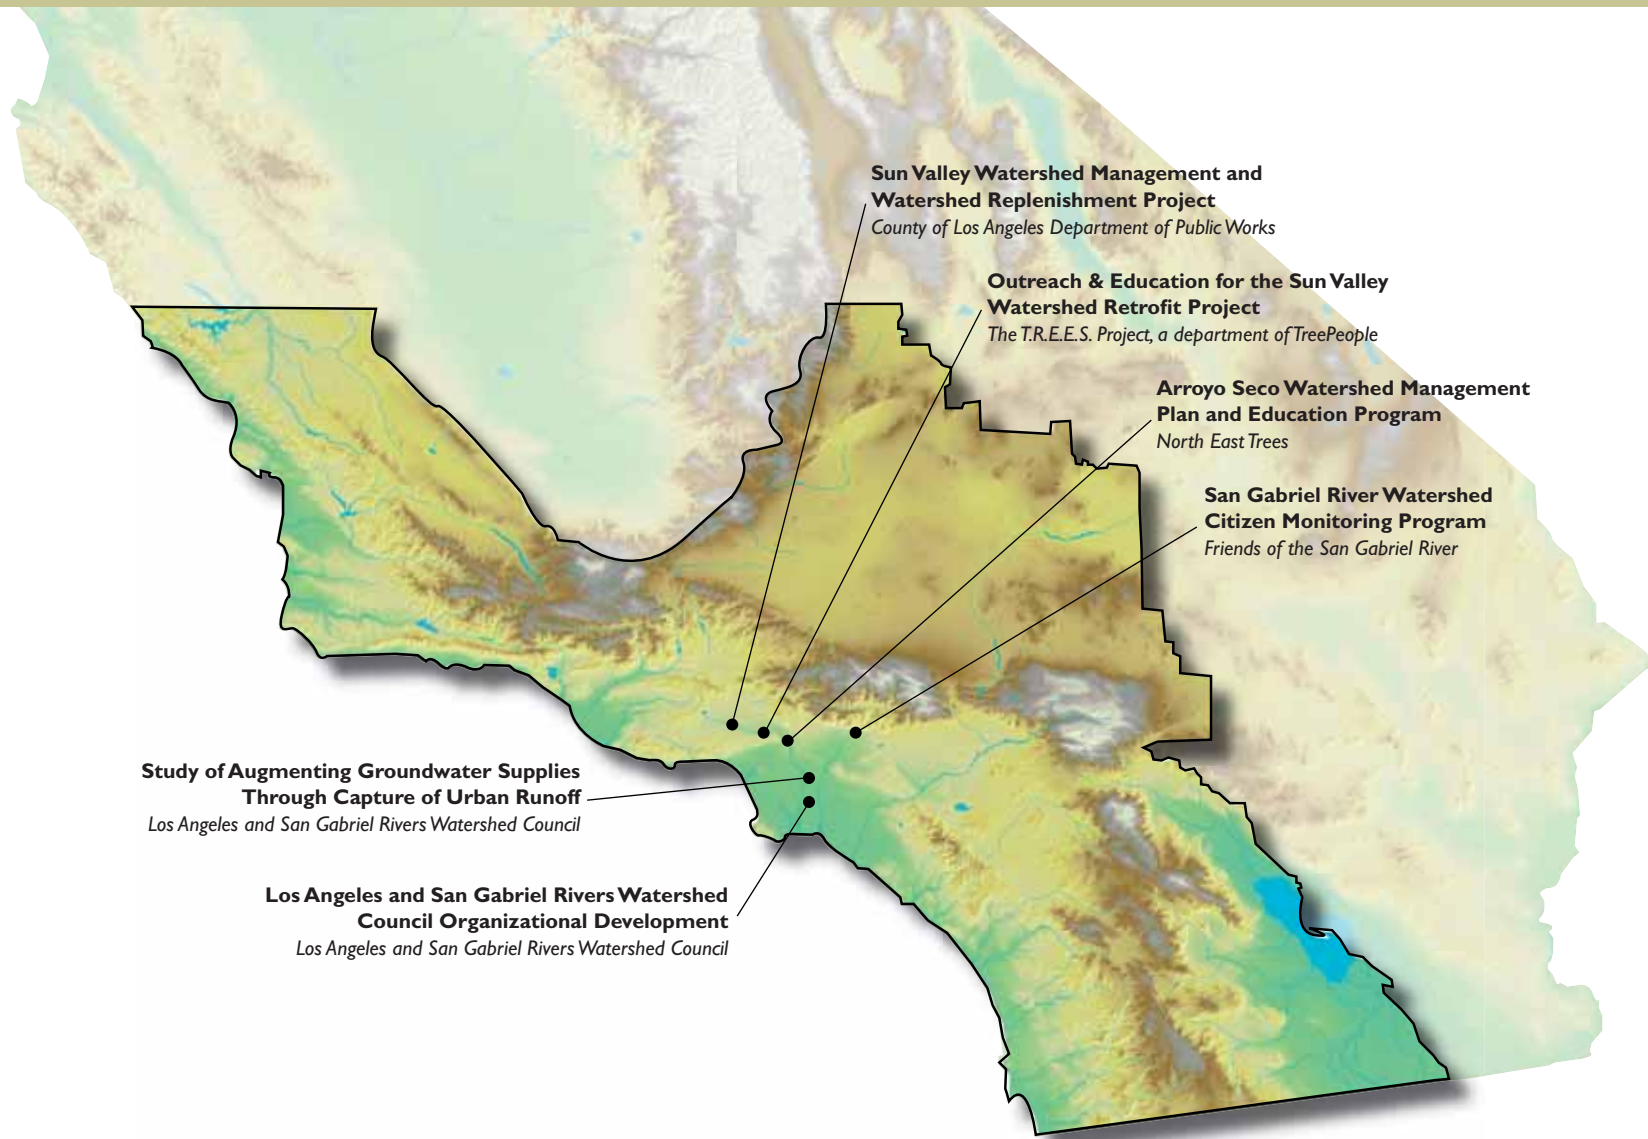 Sun Valley Watershed Management and
Watershed Replenishment Project
County of Los Angeles Department of Public Works
Outreach & Education for the Sun Valley
Watershed Retrofit Project
The T.R.E.E.S. Project, a department of TreePeople
Arroyo Seco Watershed Management
Plan and Education Program
North East Trees
San Gabriel River Watershed
Citizen Monitoring Program
Friends of the San Gabriel River
Study of Augmenting Groundwater Supplies
Through Capture of Urban Runoff
Los Angeles and San Gabriel Rivers Watershed Council
Los Angeles and San Gabriel Rivers Watershed
Council Organizational Development
Los Angeles and San Gabriel Rivers Watershed Council